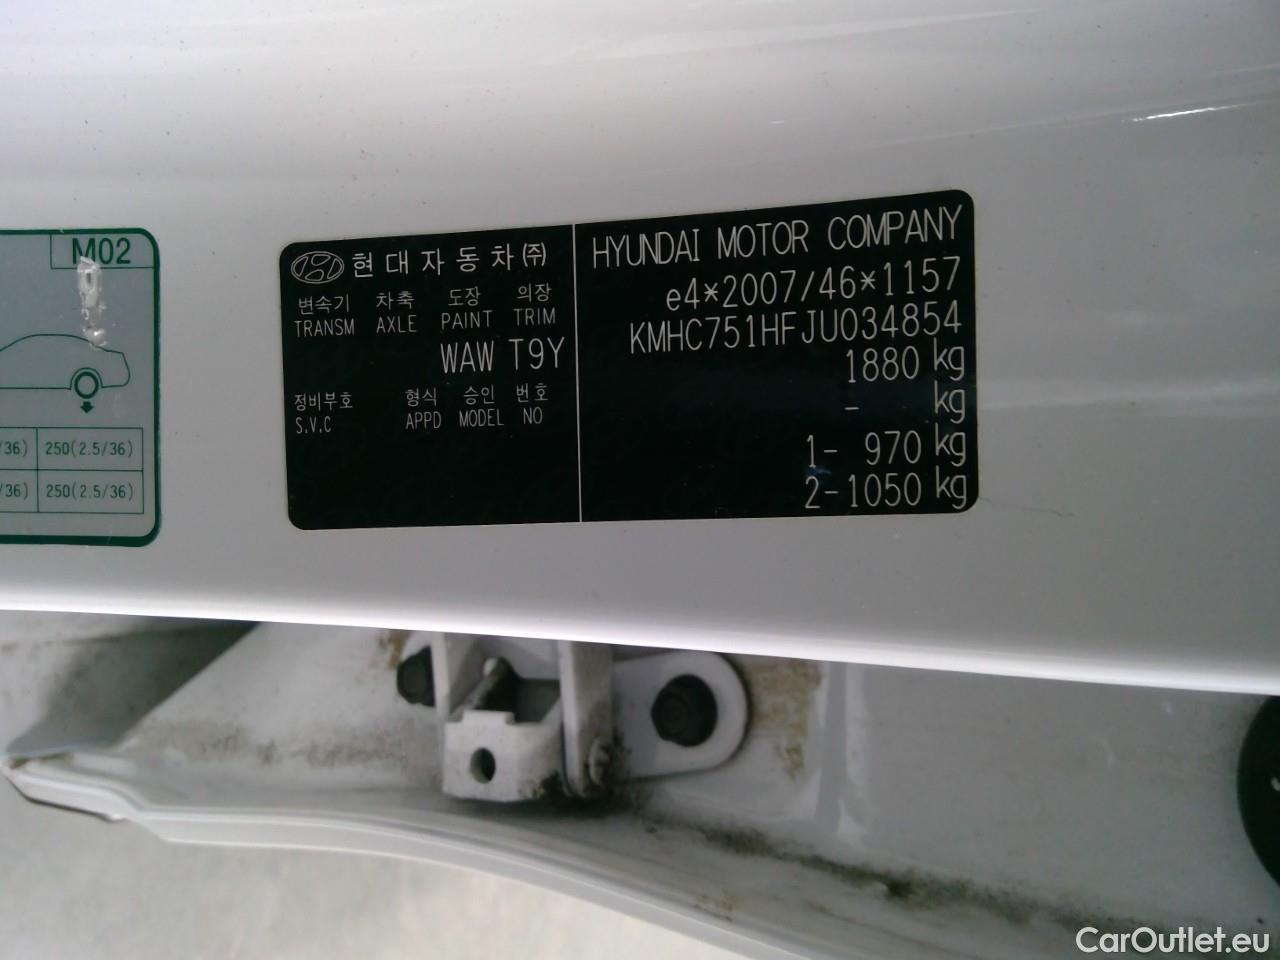 M02
/36) 250(2.5/36)
/36) 250(2.5/36)
현대자동차(주)
변속기 차축 도장 의장
TRANSM AXLE PAINT TRIM
WAW T9Y
정비부호 형식 승인 번호
S.V.C APPD MODEL NO
HYUNDAI MOTOR COMPANY
e4*2007/46*1157
KMHC751HFJU034854
1880 kg
- kg
1- 970 kg
2-1050 kg
CarOutlet.eu